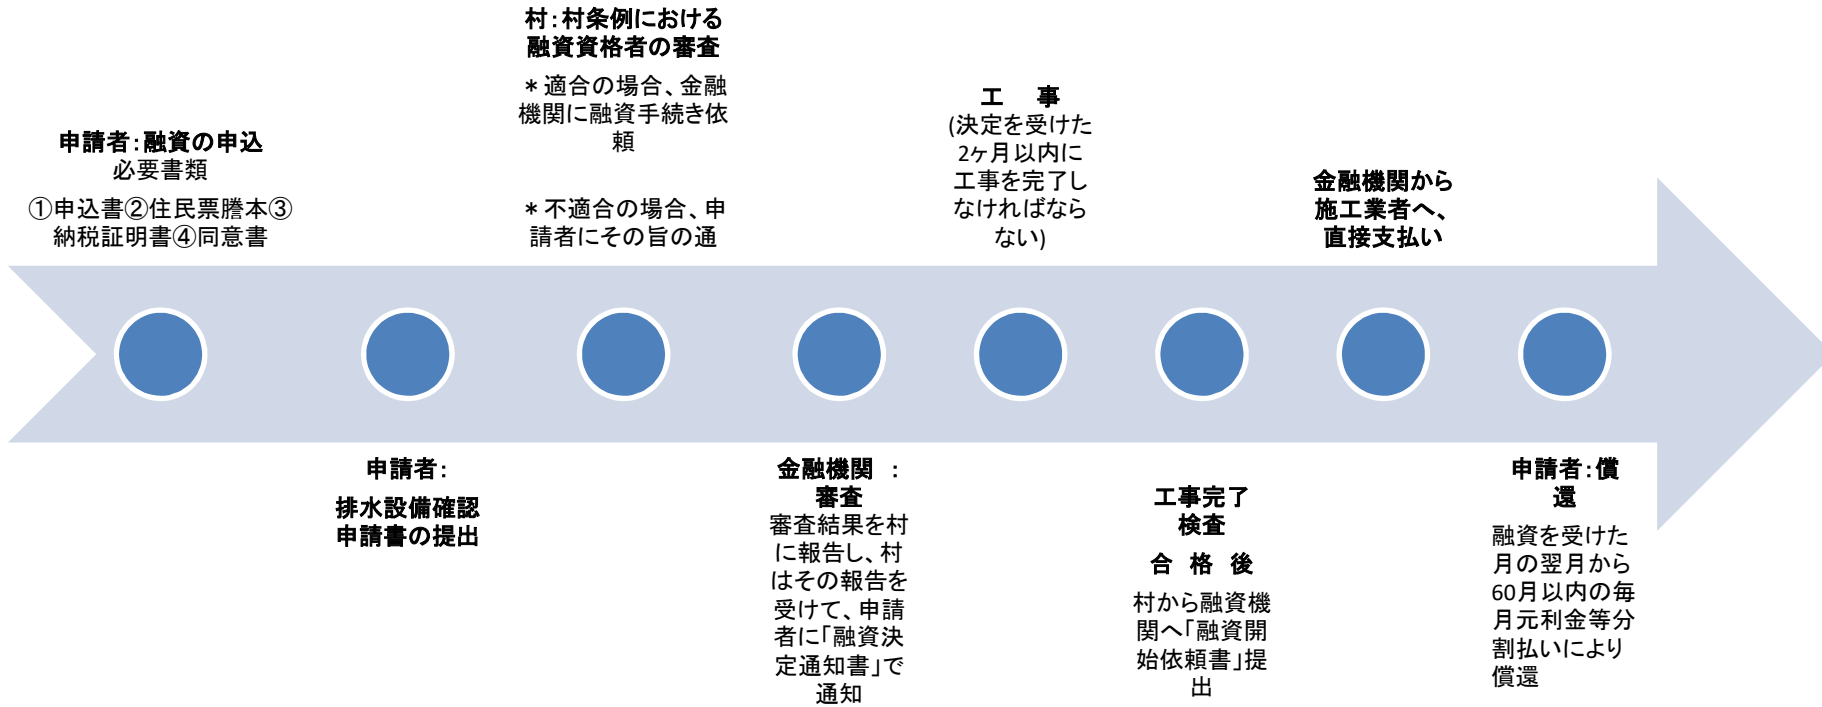 申請者：融資の申込
必要書類
①申込書②住民票謄本③
納税証明書④同意書
申請者：
排水設備確認
申請書の提出
村：村条例における
融資資格者の審査
＊適合の場合、金融
機関に融資手続き依
頼
＊不適合の場合、申
請者にその旨の通
金融機関　：
審査
審査結果を村
に報告し、村
はその報告を
受けて、申請
者に「融資決
定通知書」で
通知
工　事
(決定を受けた
2ヶ月以内に
工事を完了し
なければなら
ない)
工事完了
検査
合　格　後
村から融資機
関へ「融資開
始依頼書」提
出
金融機関から
施工業者へ、
直接支払い
申請者：償
還
融資を受けた
月の翌月から
60月以内の毎
月元利金等分
割払いにより
償還